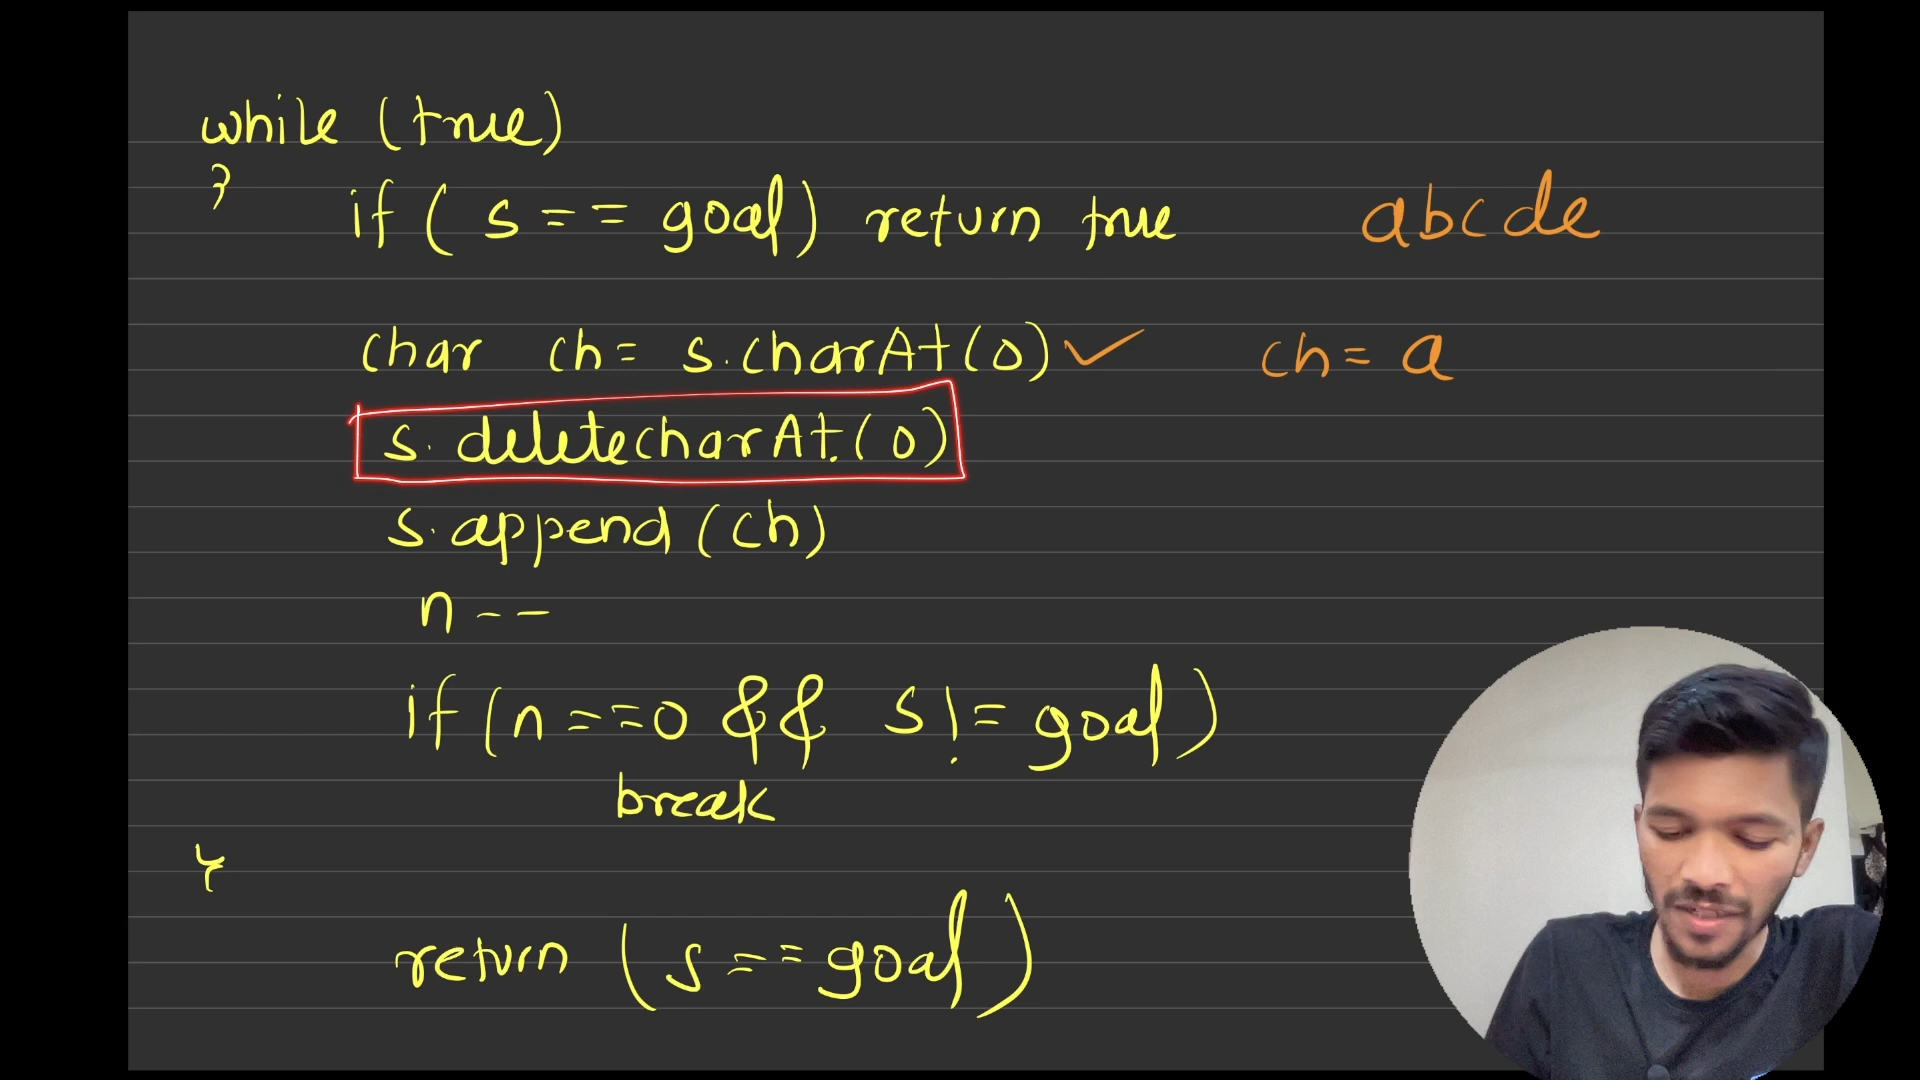 while (true)
{
if ( s == goal) return true
abcde
char ch = s.charAt(0) ✓
ch = a
s.deletecharAt.(0)
s.append(ch)
n--
if (n==0 && s != goal)
break
}
return (s == goal)